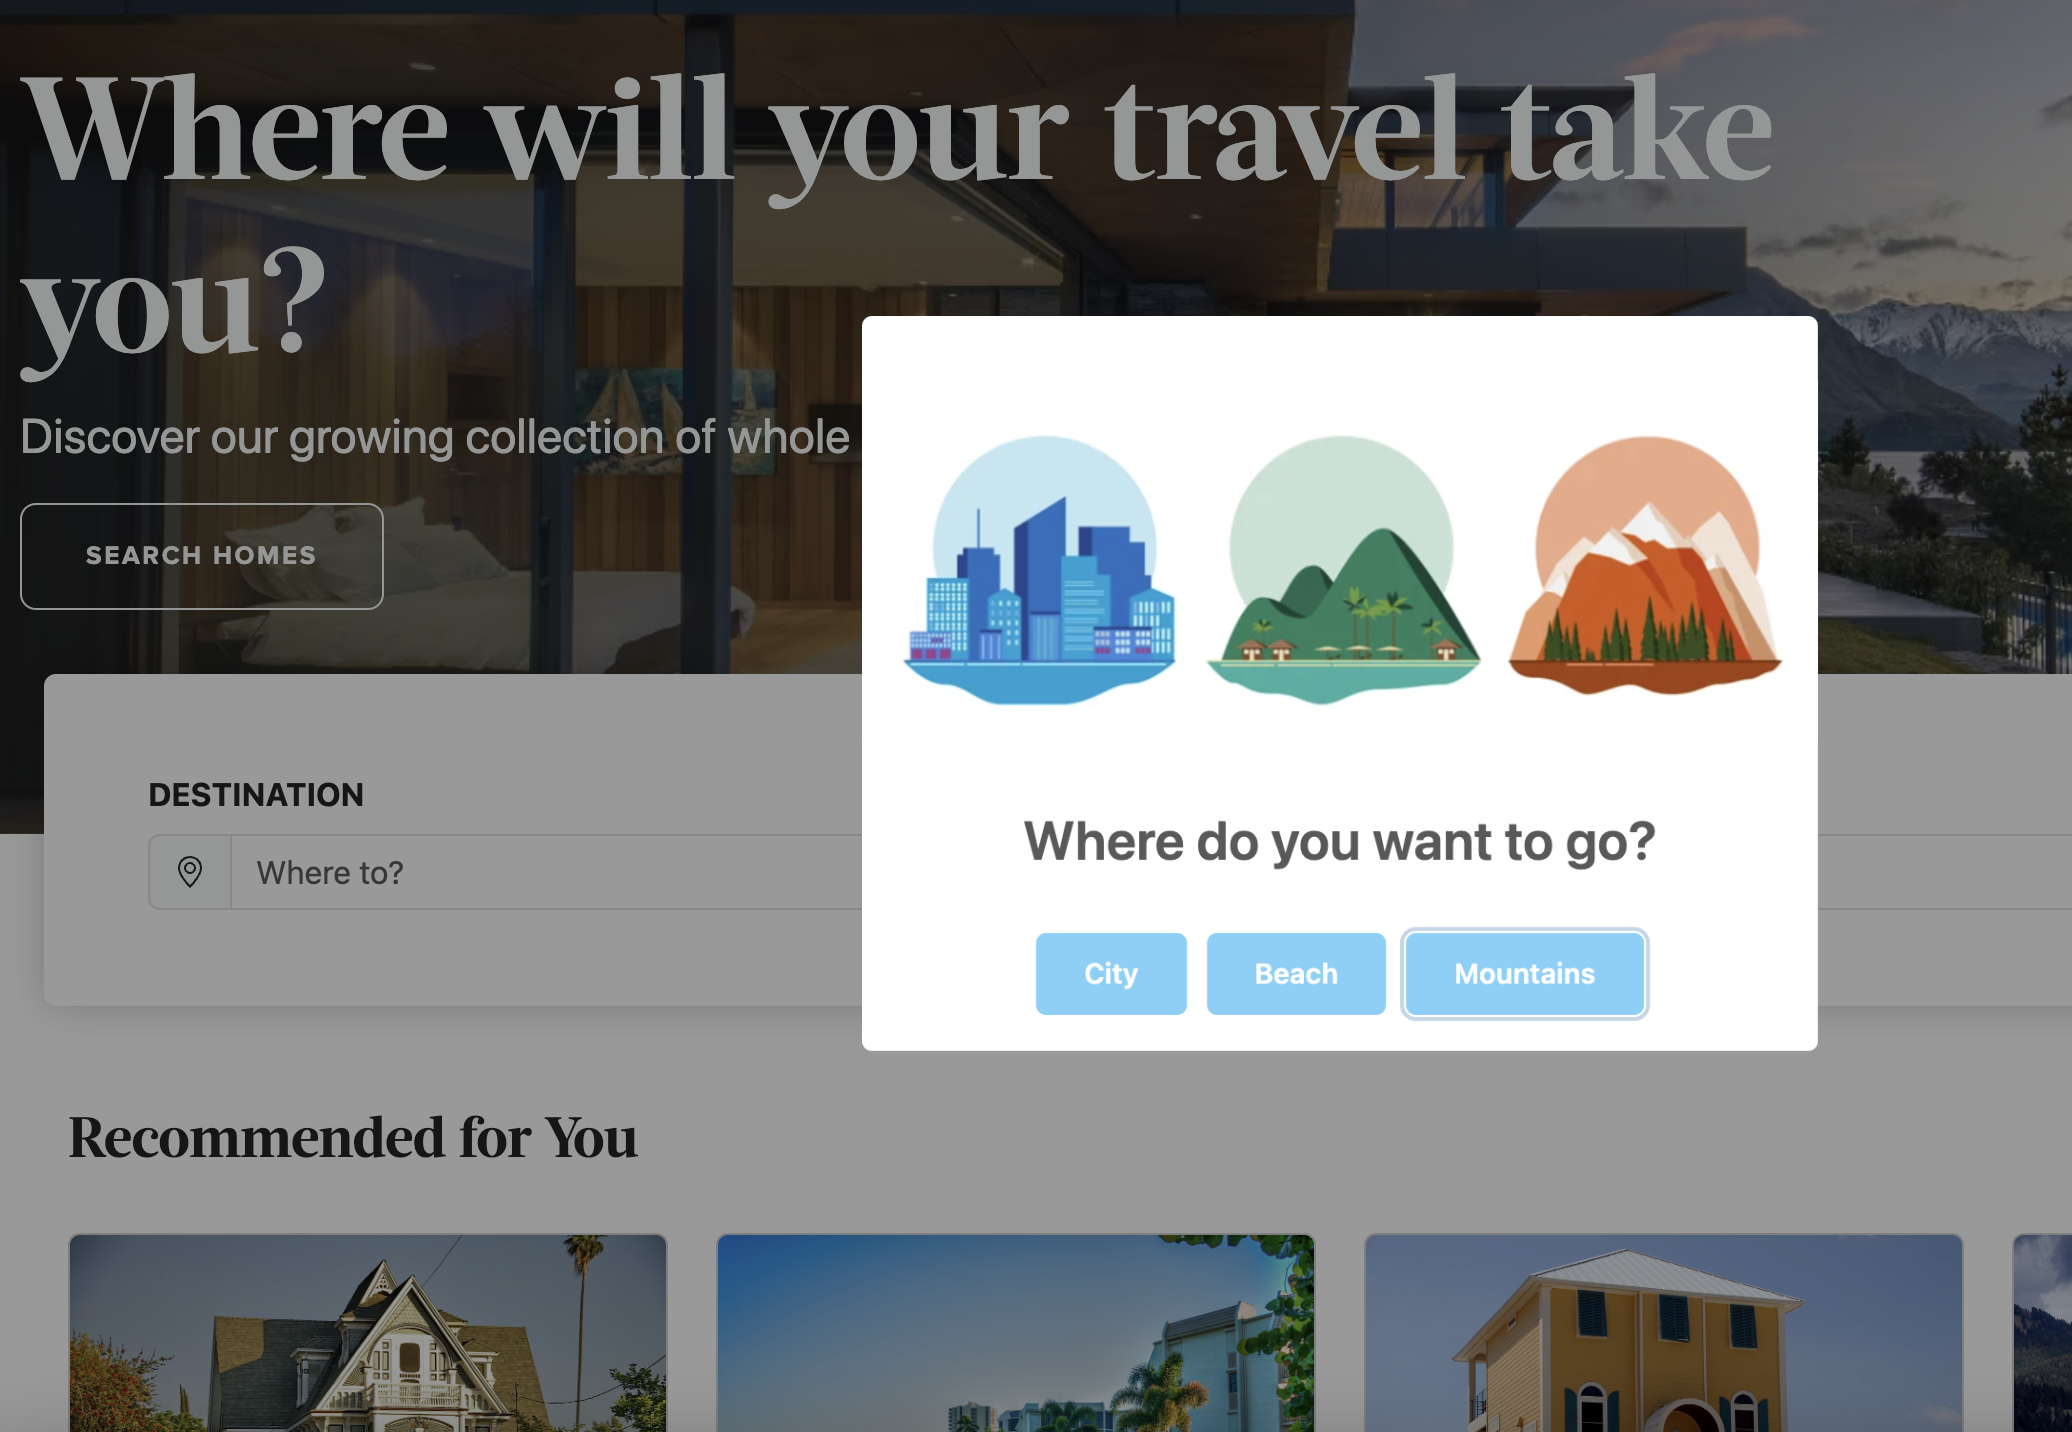 Where will your travel take
you?
Discover our growing collection of whole
SEARCH HOMES
DESTINATION
Where to?
Where do you want to go?
City
Beach
Mountains
Recommended for You